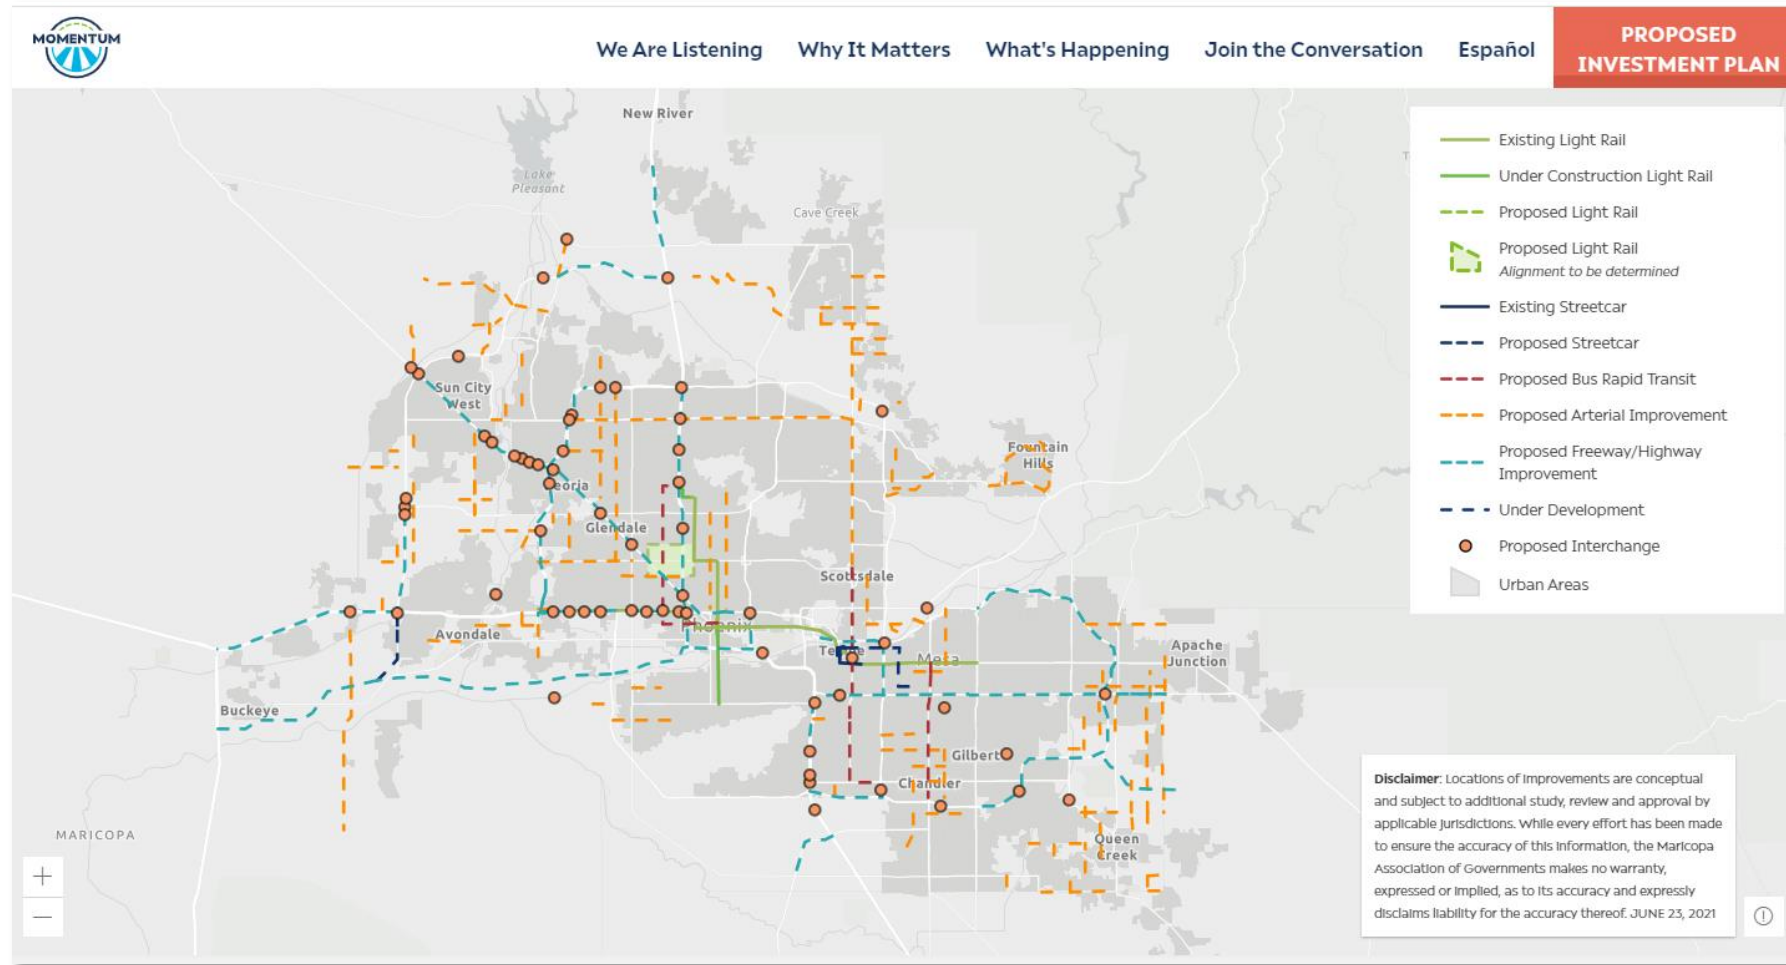 MOMENTUM
We Are Listening
Why It Matters
What's Happening
Join the Conversation
Español
PROPOSED
INVESTMENT PLAN
New River
Lake
Pleasant
Cave Creek
Sun City
West
Fountain
Hills
Peoria
Glendale
Scottsdale
Phoenix
Avondale
Tempe
Mesa
Apache
Junction
Buckeye
Gilbert
Chandler
MARICOPA
Queen
Creek
Existing Light Rail
Under Construction Light Rail
Proposed Light Rail
Proposed Light Rail
Alignment to be determined
Existing Streetcar
Proposed Streetcar
Proposed Bus Rapid Transit
Proposed Arterial Improvement
Proposed Freeway/Highway
Improvement
Under Development
Proposed Interchange
Urban Areas
Disclaimer: Locations of improvements are conceptual
and subject to additional study, review and approval by
applicable jurisdictions. While every effort has been made
to ensure the accuracy of this information, the Maricopa
Association of Governments makes no warranty,
expressed or implied, as to its accuracy and expressly
disclaims liability for the accuracy thereof. JUNE 23, 2021